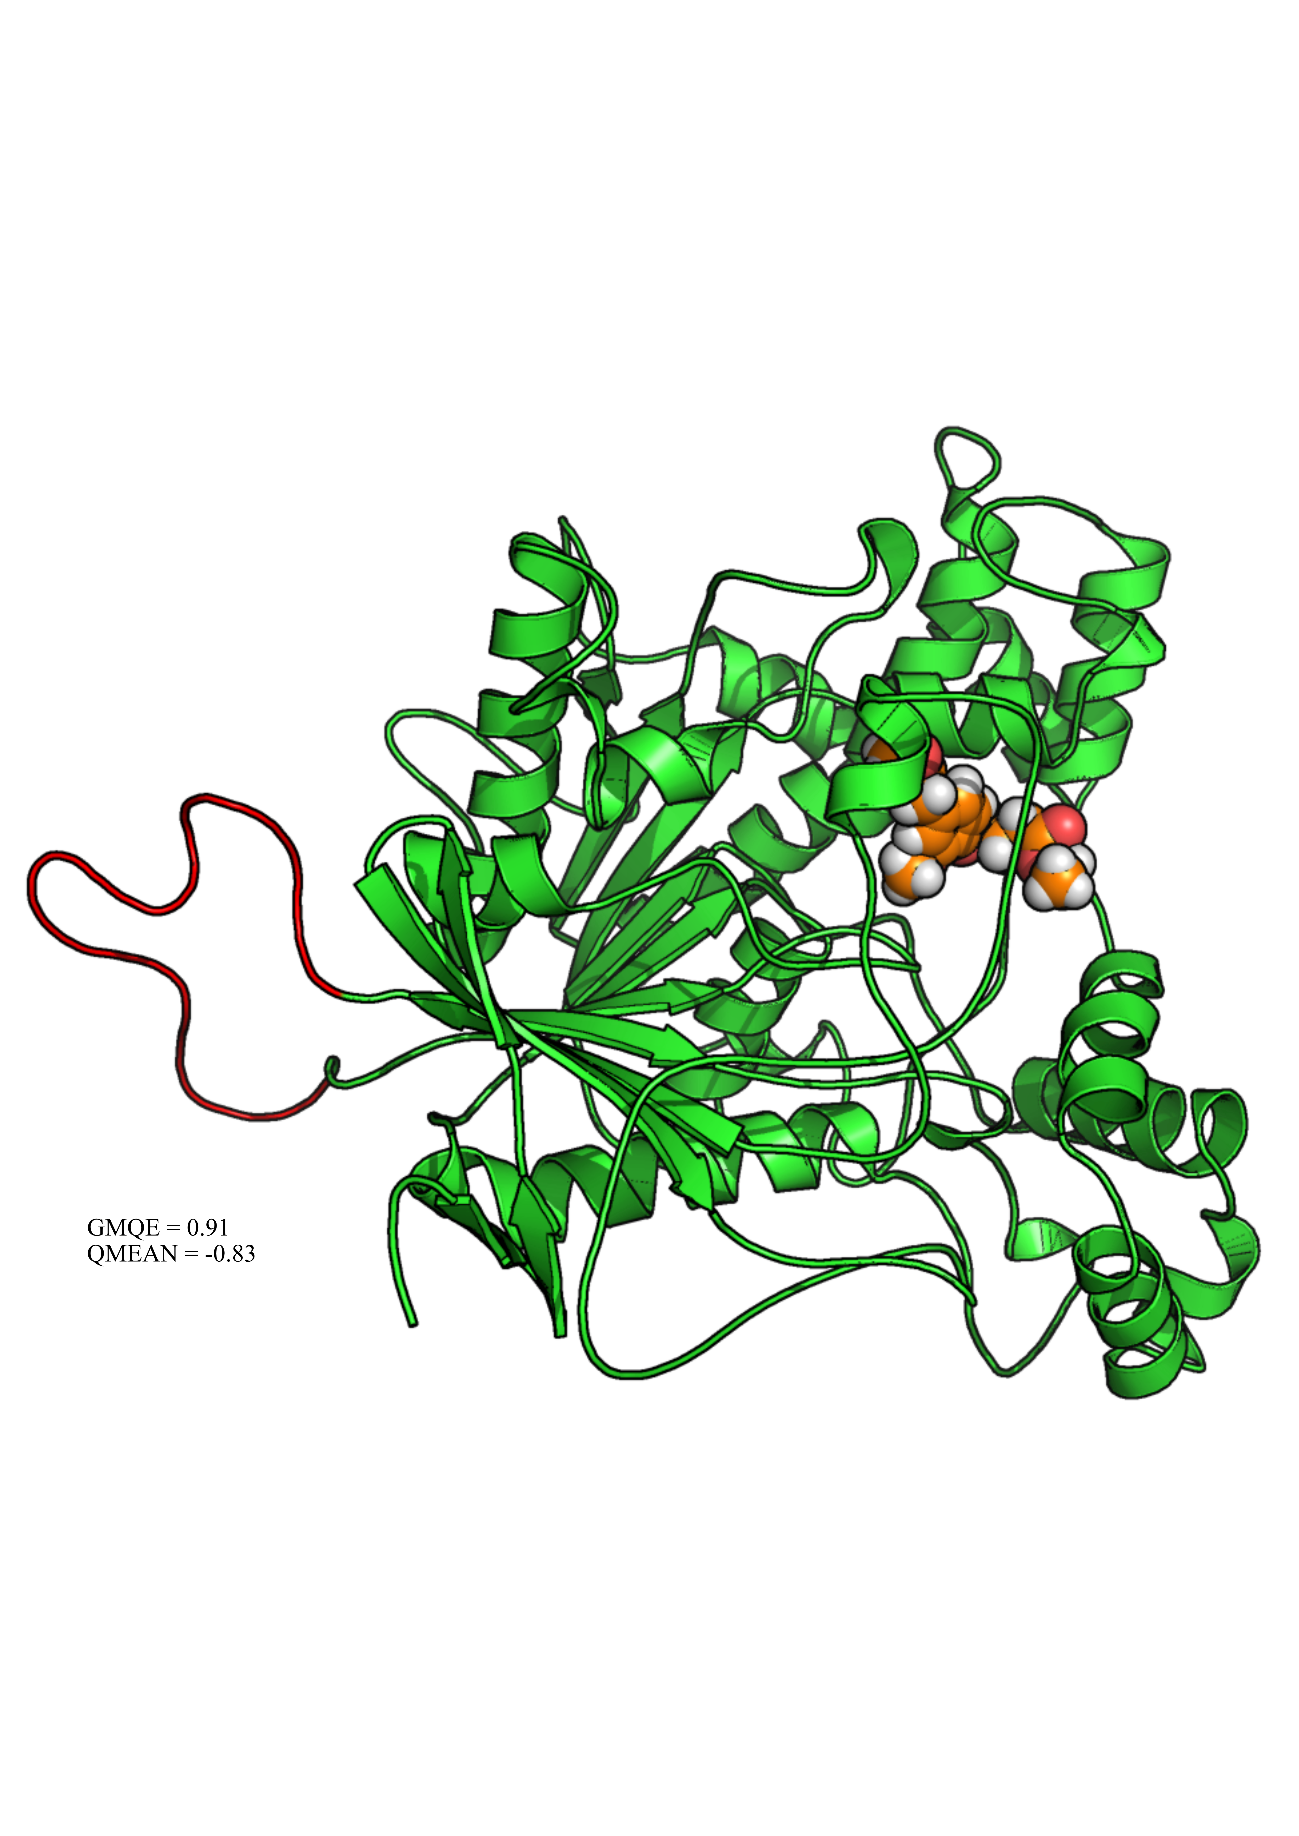 GMQE = 0.91
QMEAN = -0.83